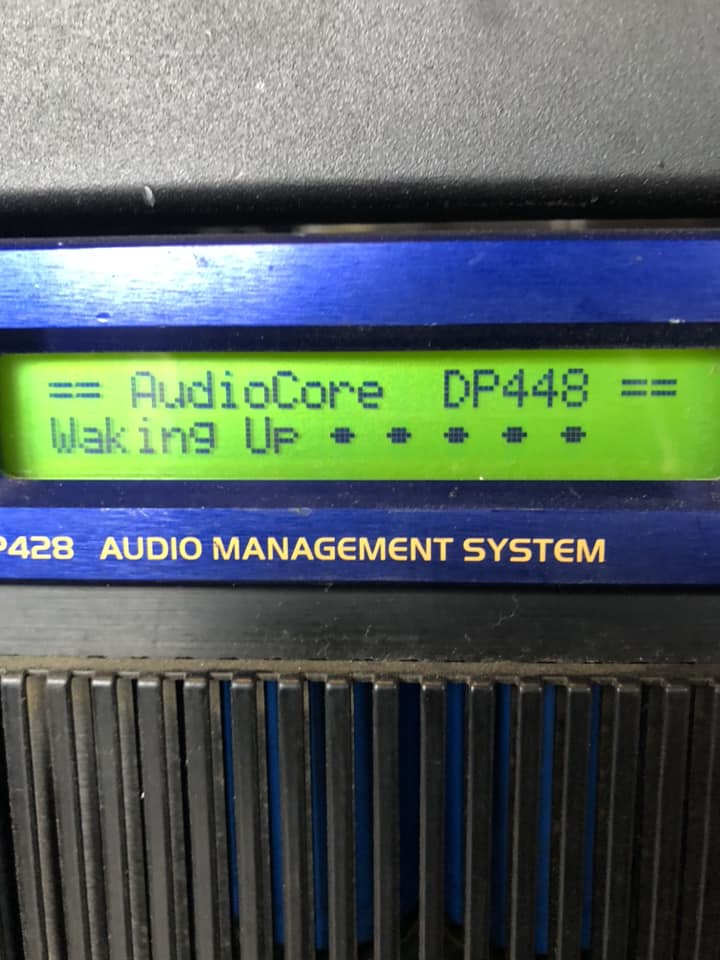 == AudioCore DP448 ==
Waking Up • • • • •
P428 AUDIO MANAGEMENT SYSTEM